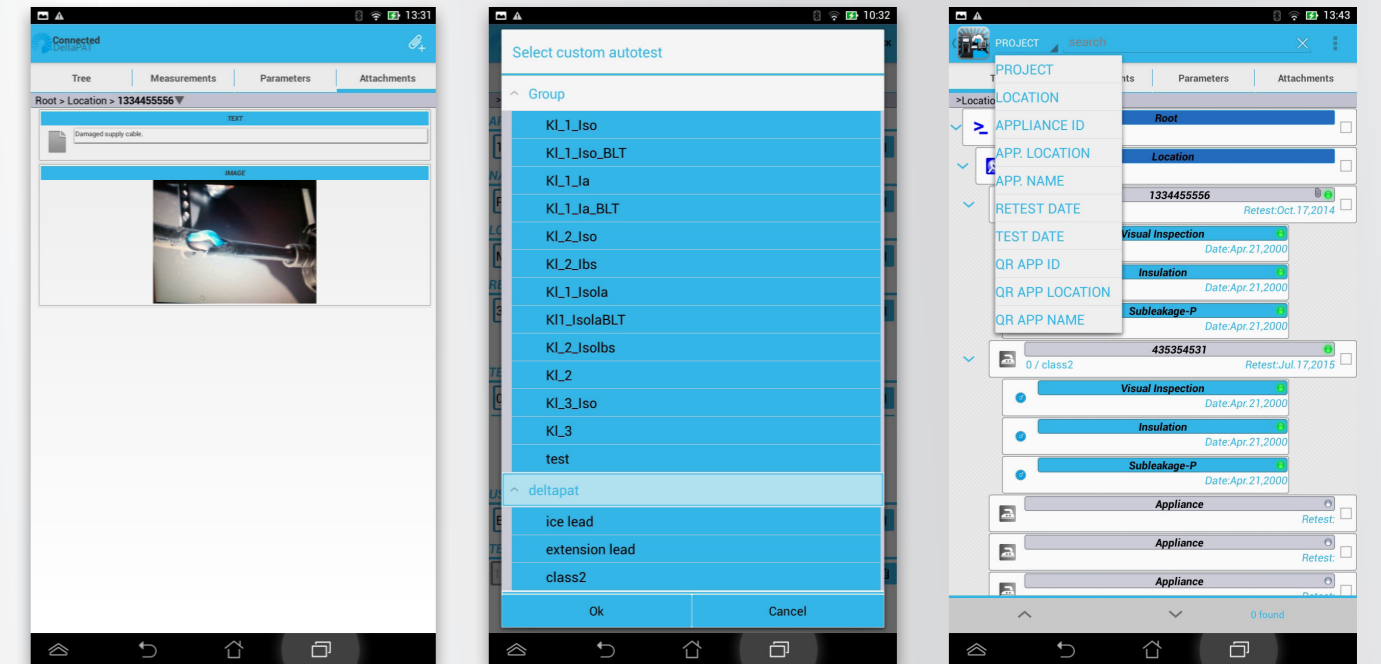 13:31
Connected
DeltaPAT
Tree Measurements Parameters Attachments
Root > Location > 1334455556▼
TEXT
Damaged supply cable.
IMAGE
10:32
Select custom autotest
Group
Kl_1_Iso
Kl_1_Iso_BLT
Kl_1_Ia
Kl_1_Ia_BLT
Kl_2_Iso
Kl_2_Ibs
Kl_1_Isola
Kl1_IsolaBLT
Kl_2_Isolbs
Kl_2
Kl_3_Iso
Kl_3
test
deltapat
ice lead
extension lead
class2
Ok Cancel
13:43
PROJECT search
PROJECT
LOCATION
APPLIANCE ID
APP. LOCATION
APP. NAME
RETEST DATE
TEST DATE
QR APP ID
QR APP LOCATION
QR APP NAME
T nts Parameters Attachments
>Locatio
Root
Location
1334455556
Retest:Oct.17,2014
Visual Inspection
Date:Apr.21,2000
Insulation
Date:Apr.21,2000
Subleakage-P
Date:Apr.21,2000
435354531
0 / class2 Retest:Jul.17,2015
Visual Inspection
Date:Apr.21,2000
Insulation
Date:Apr.21,2000
Subleakage-P
Date:Apr.21,2000
Appliance
Retest:
Appliance
Retest:
Appliance
0 found